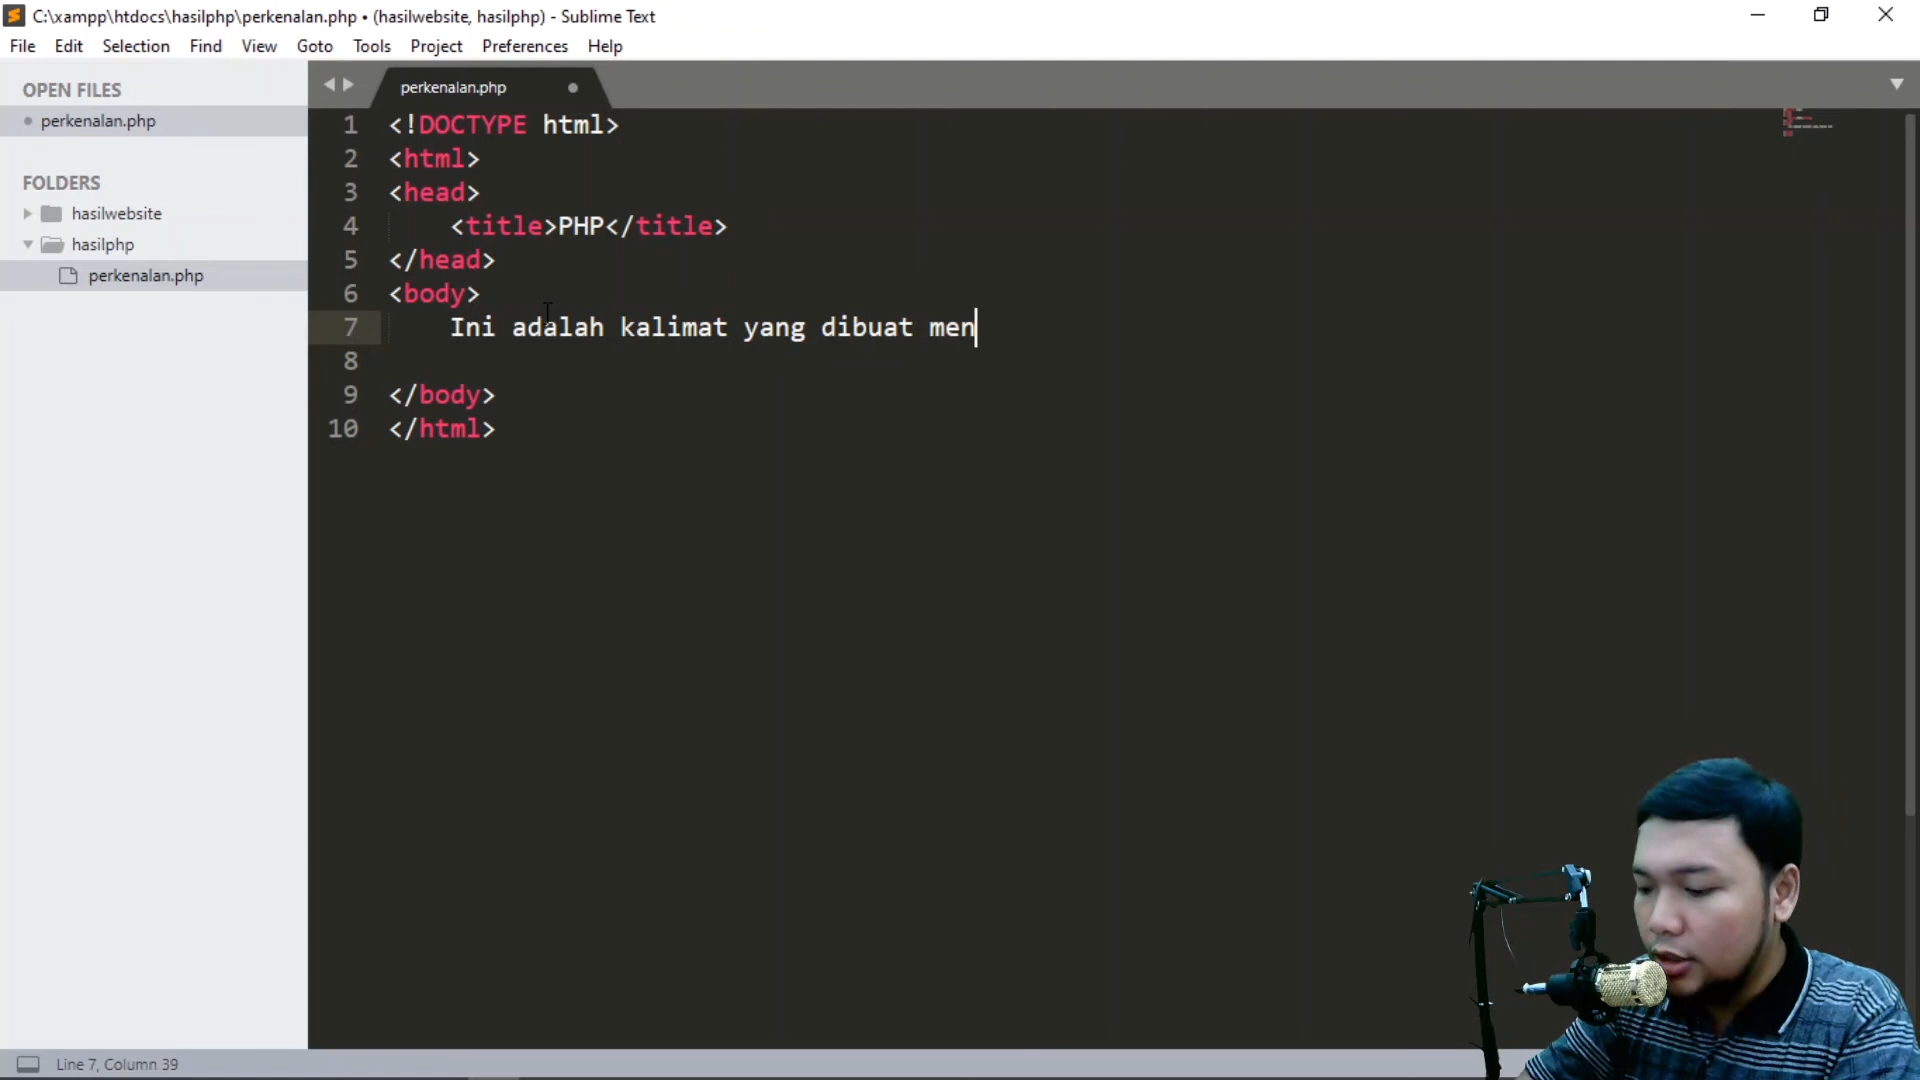 C:\xampp\htdocs\hasilphp\perkenalan.php • (hasilwebsite, hasilphp) - Sublime Text
File Edit Selection Find View Goto Tools Project Preferences Help
OPEN FILES
perkenalan.php
FOLDERS
hasilwebsite
hasilphp
perkenalan.php
perkenalan.php
1 <!DOCTYPE html>
2 <html>
3 <head>
4 <title>PHP</title>
5 </head>
6 <body>
7 Ini adalah kalimat yang dibuat men
8
9 </body>
10 </html>
Line 7, Column 39